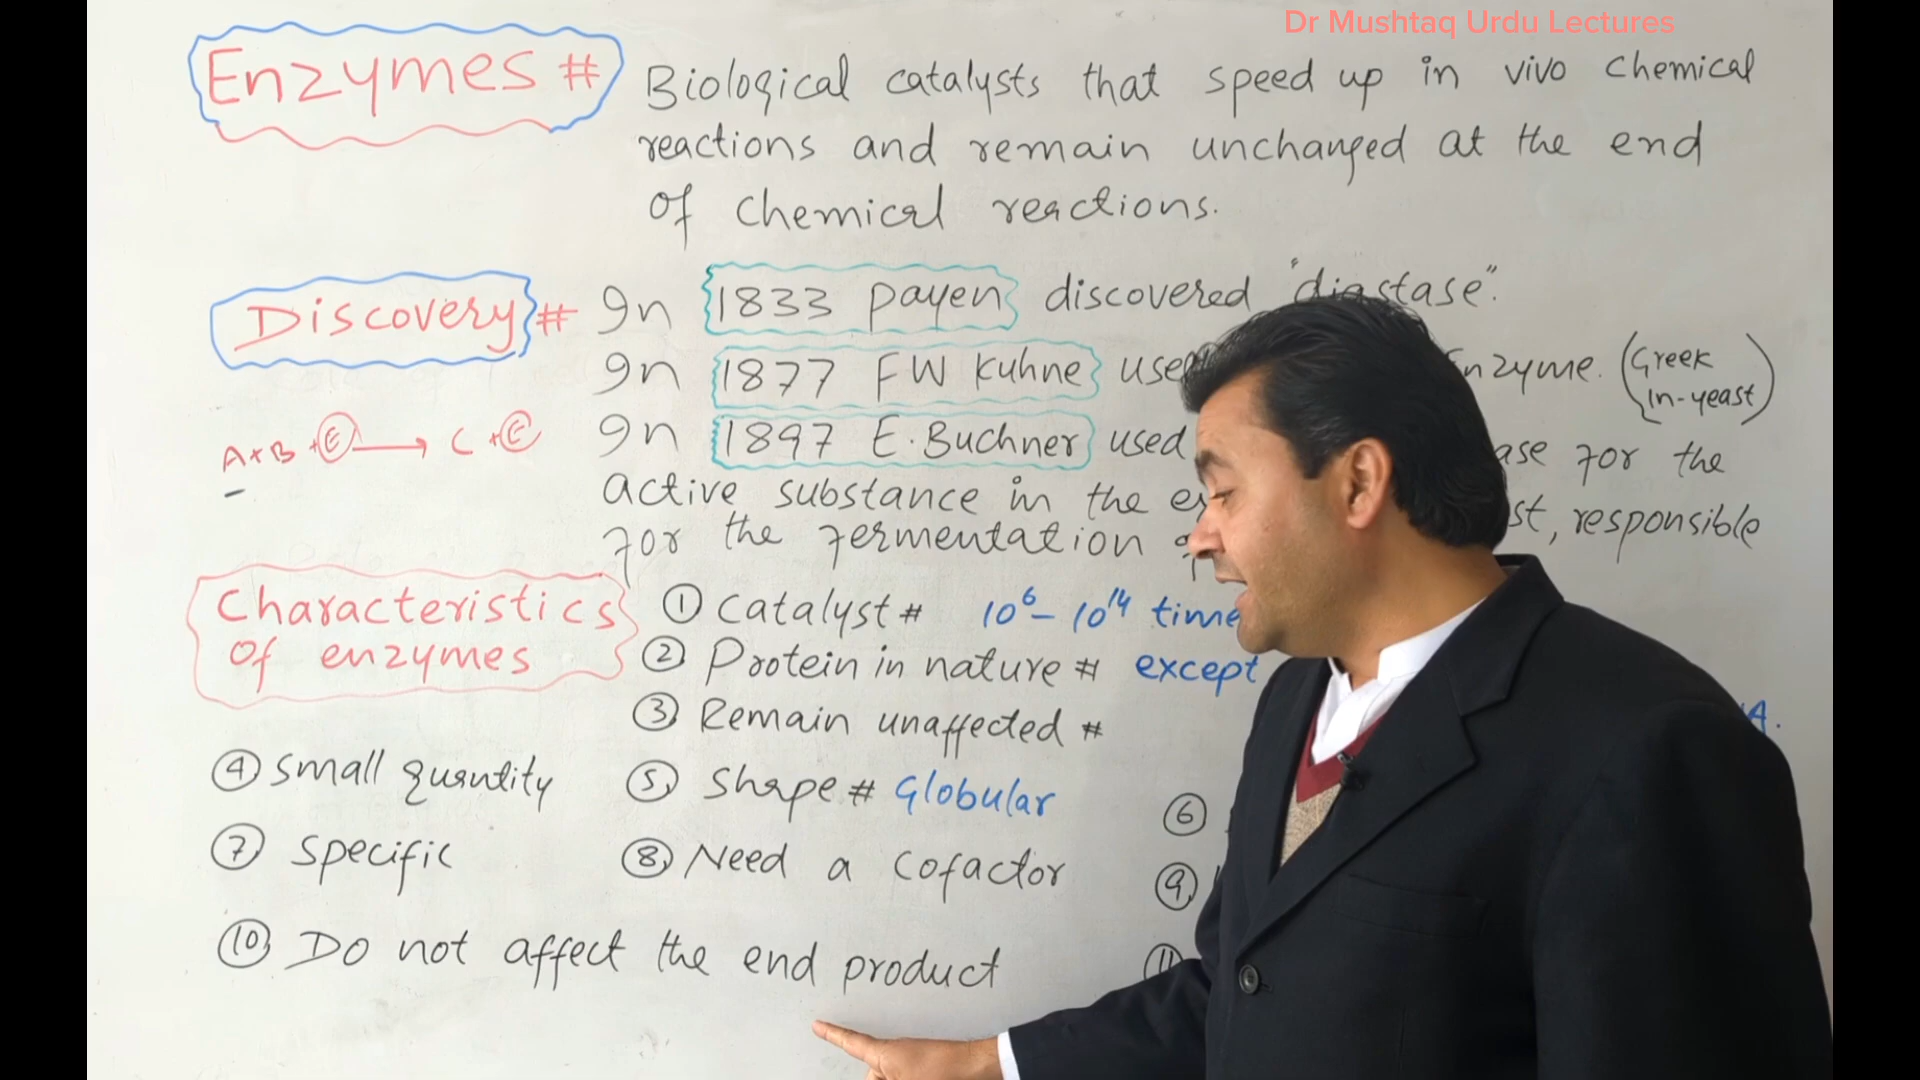 Dr Mushtaq Urdu Lectures
Enzymes #
Biological catalysts that speed up in vivo chemical
reactions and remain unchanged at the end
of chemical reactions.
Discovery #
In 1833 Payen discovered "diastase".
In 1877 FW Kuhne used Enzyme. (Greek
in-yeast)
A+B + E → C + E
In 1897 E. Buchner used for the
active substance in the responsible
for the fermentation
Characteristics
of enzymes
① Catalyst # 10⁶ – 10¹⁴ time
② Protein in nature # except
③ Remain unaffected #
④ Small quantity
⑤ Shape # Globular
⑥
⑦ Specific
⑧ Need a cofactor
⑨
⑩ Do not affect the end product
⑪